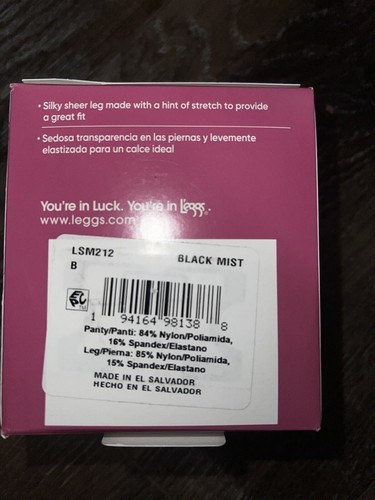 • Silky sheer leg made with a hint of stretch to provide
a great fit
• Sedosa transparencia en las piernas y levemente
elastizada para un calce ideal
You're in Luck. You're in L'eggs.
www.leggs.com
LSM212
B BLACK MIST
1 94164 98138 8
Panty/Panti: 84% Nylon/Poliamida,
16% Spandex/Elastano
Leg/Pierna: 85% Nylon/Poliamida,
15% Spandex/Elastano
MADE IN EL SALVADOR
HECHO EN EL SALVADOR